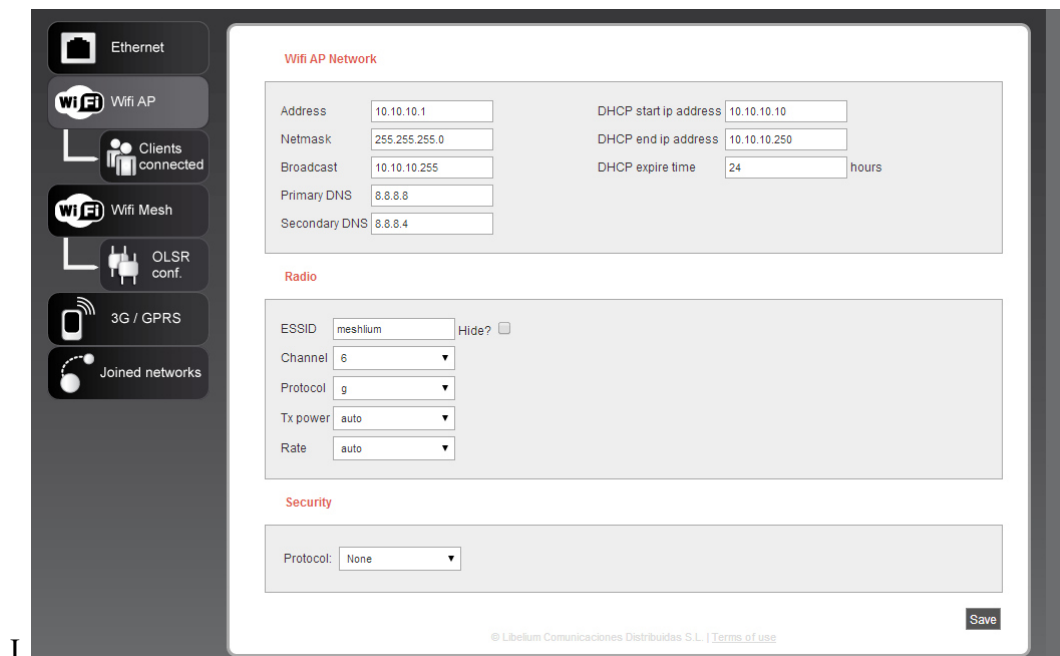 Ethernet
WiFi Wifi AP
Clients
connected
WiFi Wifi Mesh
OLSR
conf.
3G / GPRS
Joined networks
Wifi AP Network
Address 10.10.10.1 DHCP start ip address 10.10.10.10
Netmask 255.255.255.0 DHCP end ip address 10.10.10.250
Broadcast 10.10.10.255 DHCP expire time 24 hours
Primary DNS 8.8.8.8
Secondary DNS 8.8.8.4
Radio
ESSID meshlium Hide?
Channel 6
Protocol g
Tx power auto
Rate auto
Security
Protocol: None
Save
© Libelium Comunicaciones Distribuidas S.L. | Terms of use
I